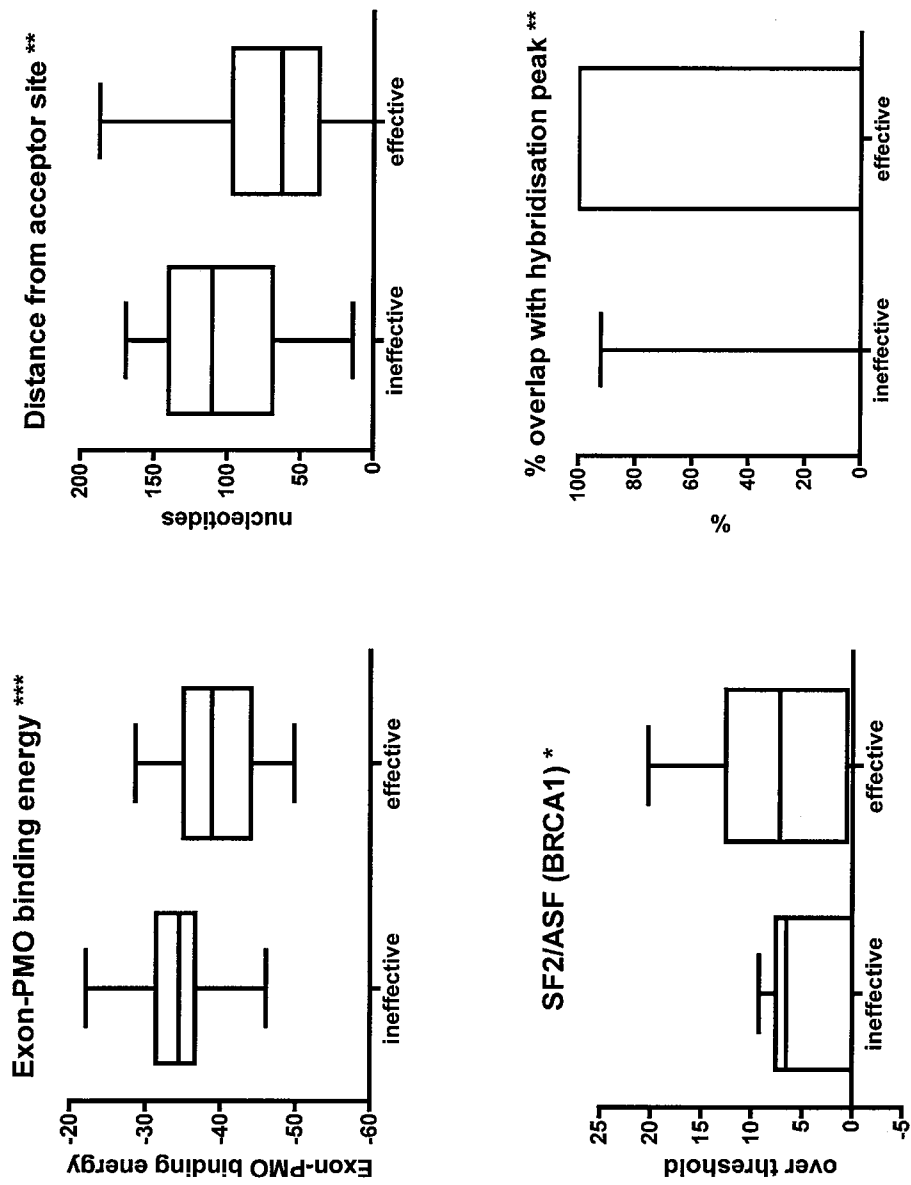 Exon-PMO binding energy ***
Exon-PMO binding energy
-20
-30
-40
-50
-60
ineffective
effective
Distance from acceptor site **
nucleotides
200
150
100
50
0
ineffective
effective
SF2/ASF (BRCA1) *
over threshold
25
20
15
10
5
0
-5
ineffective
effective
% overlap with hybridisation peak **
%
100
80
60
40
20
0
ineffective
effective